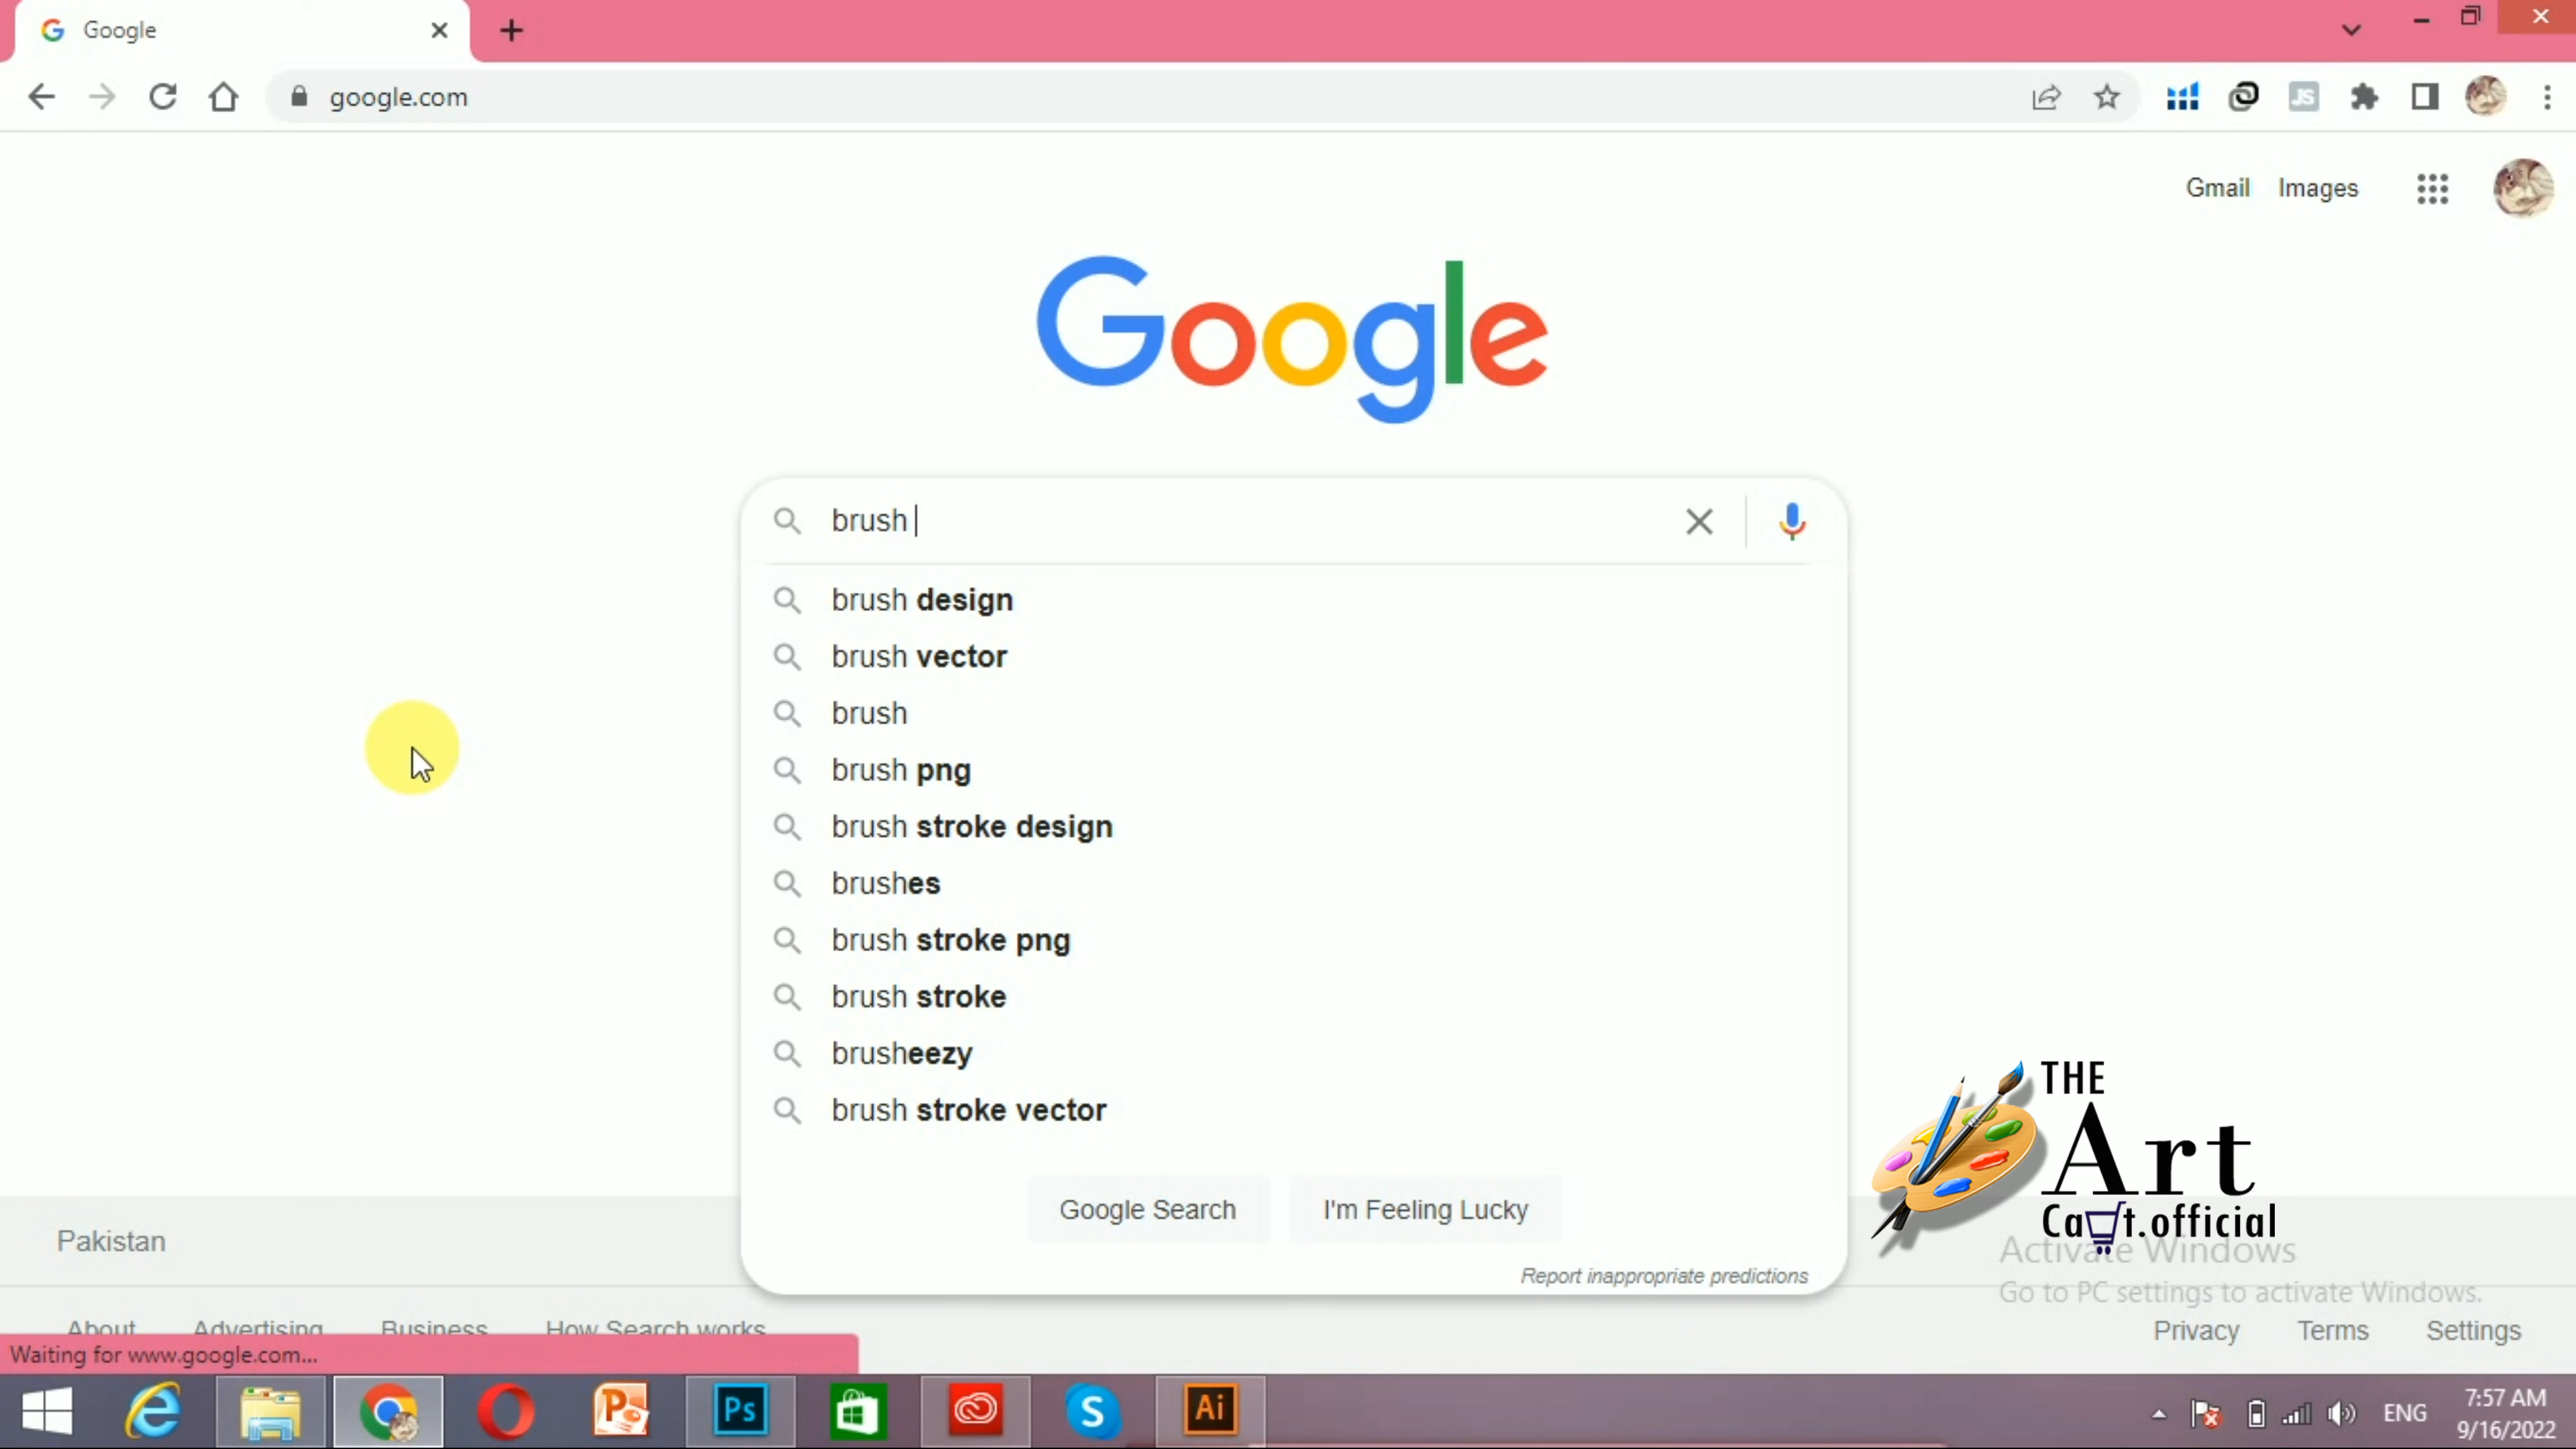 Google
google.com
JS
Gmail Images
Google
brush
brush design
brush vector
brush
brush png
brush stroke design
brushes
brush stroke png
brush stroke
brusheezy
brush stroke vector
Google Search I'm Feeling Lucky
Report inappropriate predictions
THE
Art
Cart.official
Activate Windows
Go to PC settings to activate Windows.
Pakistan
About Advertising Business How Search works
Privacy Terms Settings
Waiting for www.google.com...
Ps
S
Ai
ENG
7:57 AM
9/16/2022